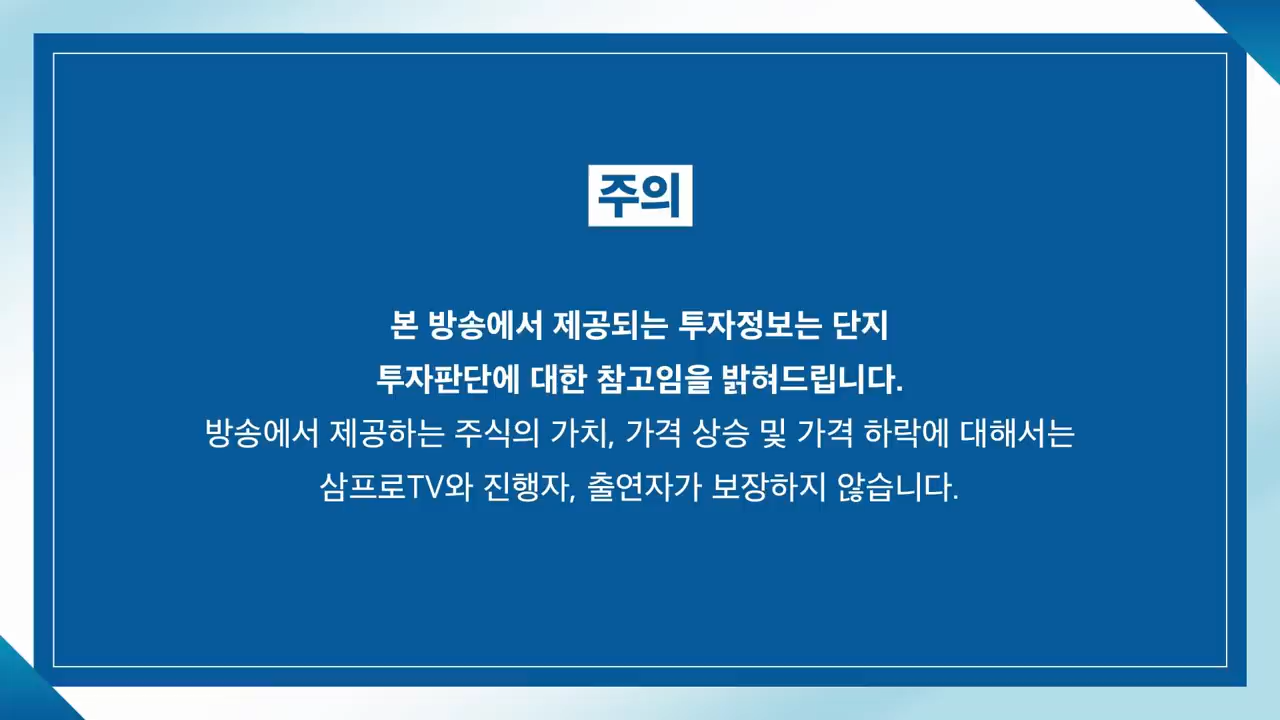 주의
본 방송에서 제공되는 투자정보는 단지
투자판단에 대한 참고임을 밝혀드립니다.
방송에서 제공하는 주식의 가치, 가격 상승 및 가격 하락에 대해서는
삼프로TV와 진행자, 출연자가 보장하지 않습니다.